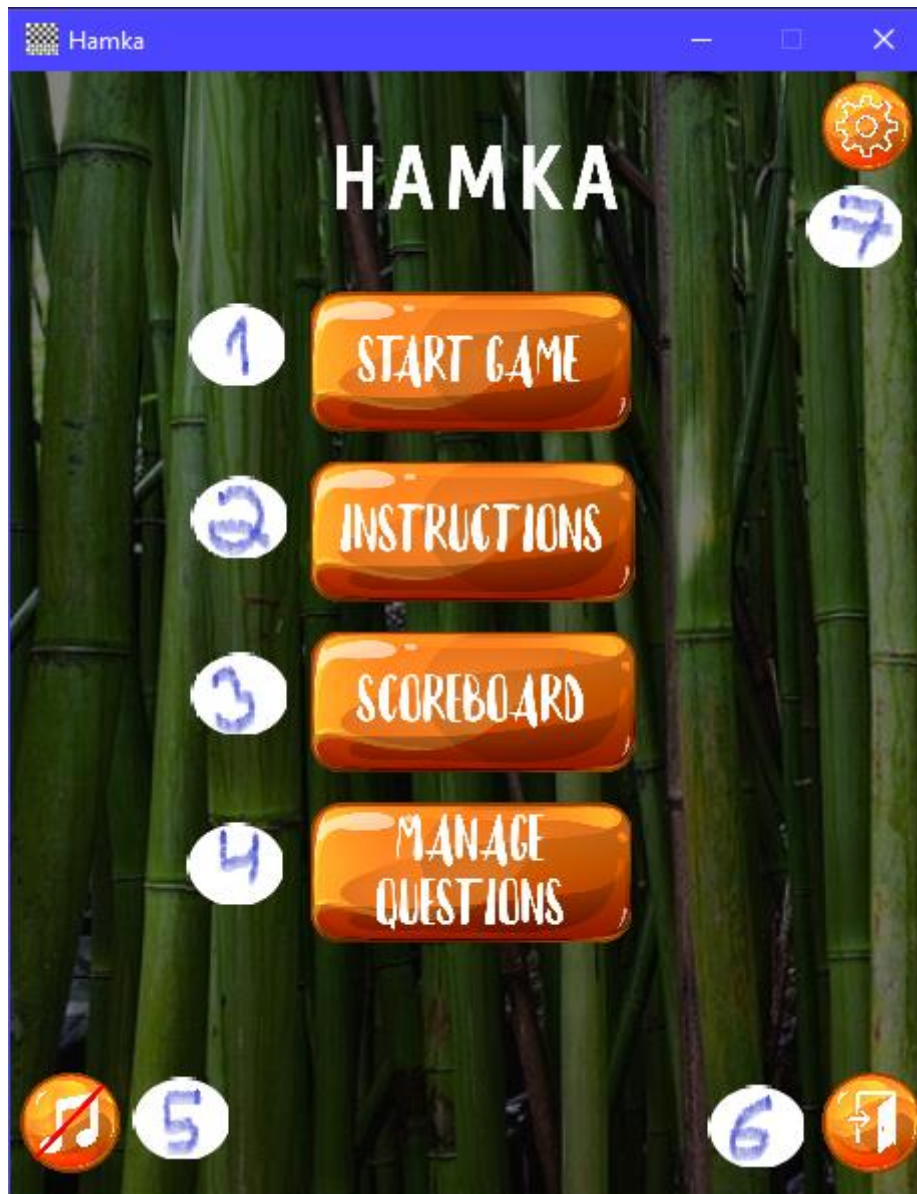 Hamka
HAMKA
7
1
START GAME
2
INSTRUCTIONS
3
SCOREBOARD
4
MANAGE
QUESTIONS
5
6